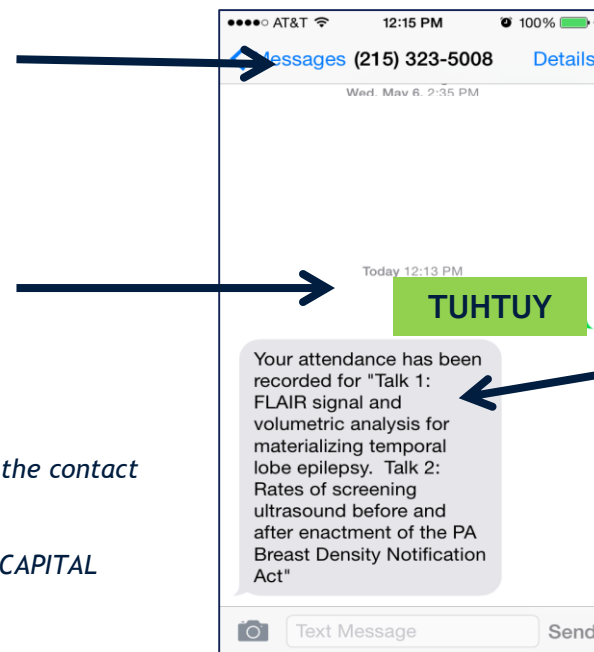 AT&T 12:15 PM 100%
Messages (215) 323-5008 Details
Wed, May 6, 2:35 PM
Today 12:13 PM
TUHTUY
Your attendance has been
recorded for "Talk 1:
FLAIR signal and
volumetric analysis for
materializing temporal
lobe epilepsy. Talk 2:
Rates of screening
ultrasound before and
after enactment of the PA
Breast Density Notification
Act"
the contact
CAPITAL
Text Message Send